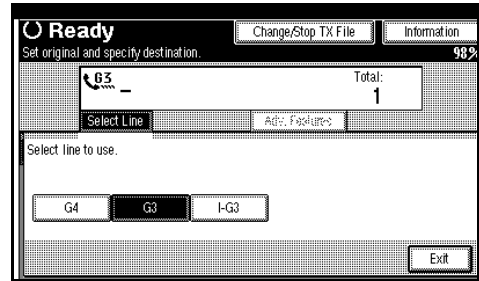 Ready Change/Stop TX File Information
Set original and specify destination. 98%
G3 _ Total:
1
Select Line Adv. Features
Select line to use.
G4 G3 I-G3
Exit